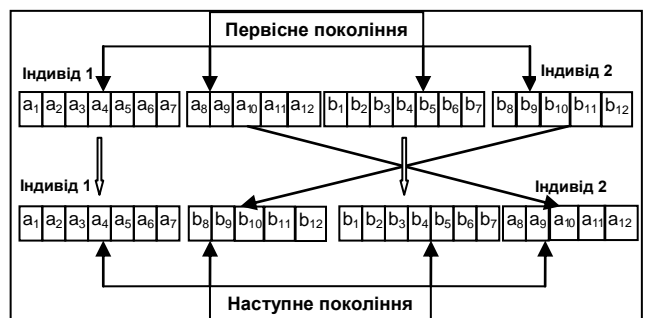 Первісне покоління
Індивід 1 Індивід 2
a1 a2 a3 a4 a5 a6 a7 a8 a9 a10 a11 a12 b1 b2 b3 b4 b5 b6 b7 b8 b9 b10 b11 b12
Індивід 1 Індивід 2
a1 a2 a3 a4 a5 a6 a7 b8 b9 b10 b11 b12 b1 b2 b3 b4 b5 b6 b7 a8 a9 a10 a11 a12
Наступне покоління